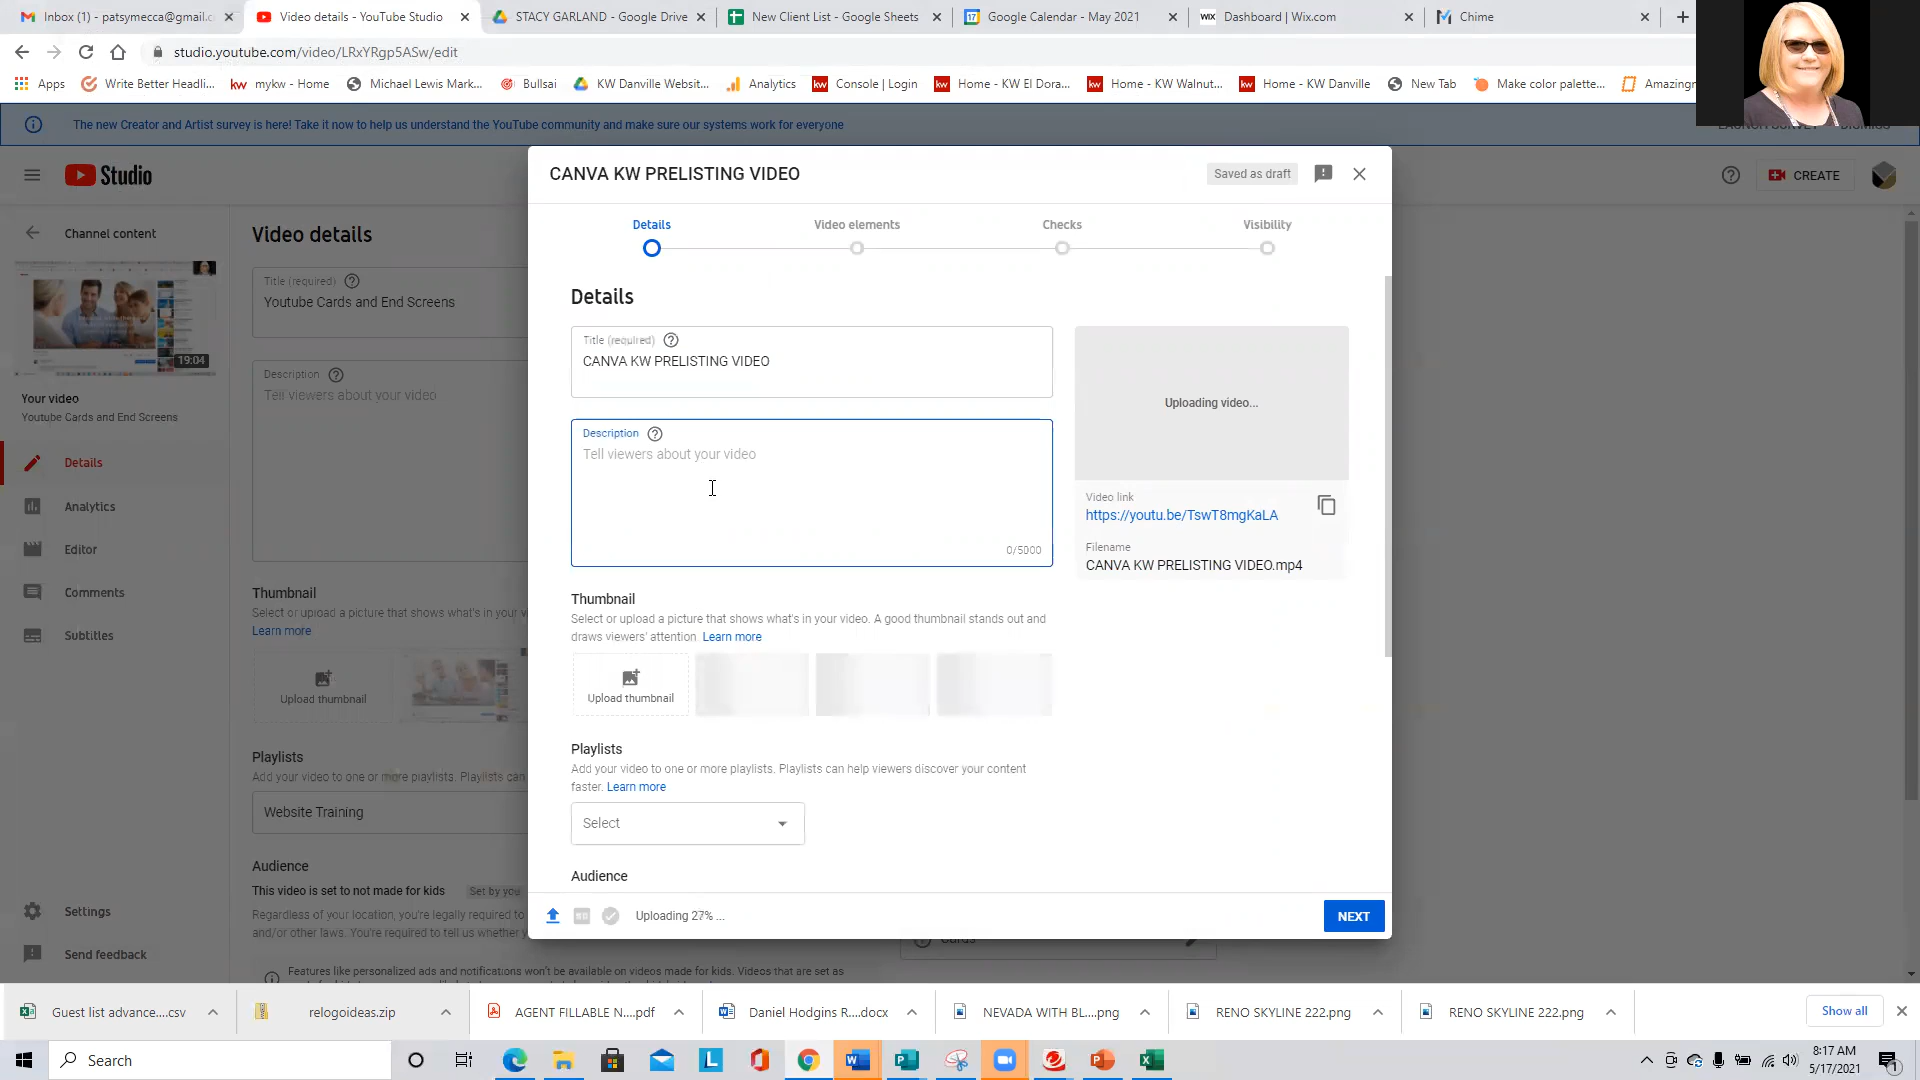 Inbox (1) - patsymecca@gmail.c
Video details - YouTube Studio
STACY GARLAND - Google Drive
New Client List - Google Sheets
Google Calendar - May 2021
WIX Dashboard | Wix.com
Chime
studio.youtube.com/video/LRxYRgp5ASw/edit
Apps
Write Better Headli...
kw mykw - Home
Michael Lewis Mark...
Bullsai
KW Danville Websit...
Analytics
kw Console | Login
kw Home - KW El Dora...
kw Home - KW Walnut...
kw Home - KW Danville
New Tab
Make color palette...
Amazing
The new Creator and Artist survey is here! Take it now to help us understand the YouTube community and make sure our systems work for everyone
Studio
CREATE
Channel content
19:04
Your video
Youtube Cards and End Screens
Details
Analytics
Editor
Comments
Subtitles
Settings
Send feedback
Video details
Title (required)
Youtube Cards and End Screens
Description
Tell viewers about your video
Thumbnail
Select or upload a picture that shows what's in your vi
Learn more
Upload thumbnail
Playlists
Add your video to one or more playlists. Playlists can
Website Training
Audience
This video is set to not made for kids
Set by you
Regardless of your location, you're legally required to
and/or other laws. You're required to tell us whether y
Features like personalized ads and notifications won't be available on videos made for kids. Videos that are set as
CANVA KW PRELISTING VIDEO
Saved as draft
Details
Video elements
Checks
Visibility
Details
Title (required)
CANVA KW PRELISTING VIDEO
Description
Tell viewers about your video
0/5000
Uploading video...
Video link
https://youtu.be/TswT8mgKaLA
Filename
CANVA KW PRELISTING VIDEO.mp4
Thumbnail
Select or upload a picture that shows what's in your video. A good thumbnail stands out and
draws viewers' attention. Learn more
Upload thumbnail
Playlists
Add your video to one or more playlists. Playlists can help viewers discover your content
faster. Learn more
Select
Audience
Uploading 27% ...
NEXT
Cards
Guest list advance....csv
relogoideas.zip
AGENT FILLABLE N....pdf
Daniel Hodgins R....docx
NEVADA WITH BL....png
RENO SKYLINE 222.png
RENO SKYLINE 222.png
Show all
Search
8:17 AM
5/17/2021